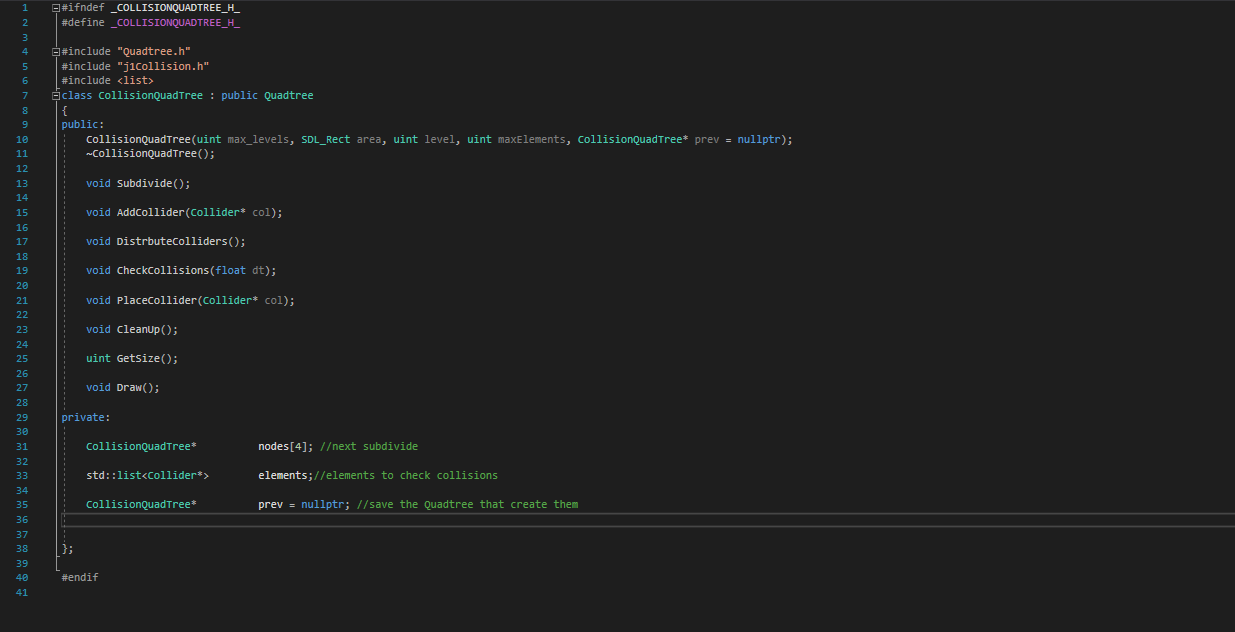 1 #ifndef _COLLISIONQUADTREE_H_
2 #define _COLLISIONQUADTREE_H_
3
4 #include "Quadtree.h"
5 #include "j1Collision.h"
6 #include <list>
7 class CollisionQuadTree : public Quadtree
8 {
9 public:
10 CollisionQuadTree(uint max_levels, SDL_Rect area, uint level, uint maxElements, CollisionQuadTree* prev = nullptr);
11 ~CollisionQuadTree();
12
13 void Subdivide();
14
15 void AddCollider(Collider* col);
16
17 void DistrbuteColliders();
18
19 void CheckCollisions(float dt);
20
21 void PlaceCollider(Collider* col);
22
23 void CleanUp();
24
25 uint GetSize();
26
27 void Draw();
28
29 private:
30
31 CollisionQuadTree* nodes[4]; //next subdivide
32
33 std::list<Collider*> elements;//elements to check collisions
34
35 CollisionQuadTree* prev = nullptr; //save the Quadtree that create them
36
37
38 };
39
40 #endif
41